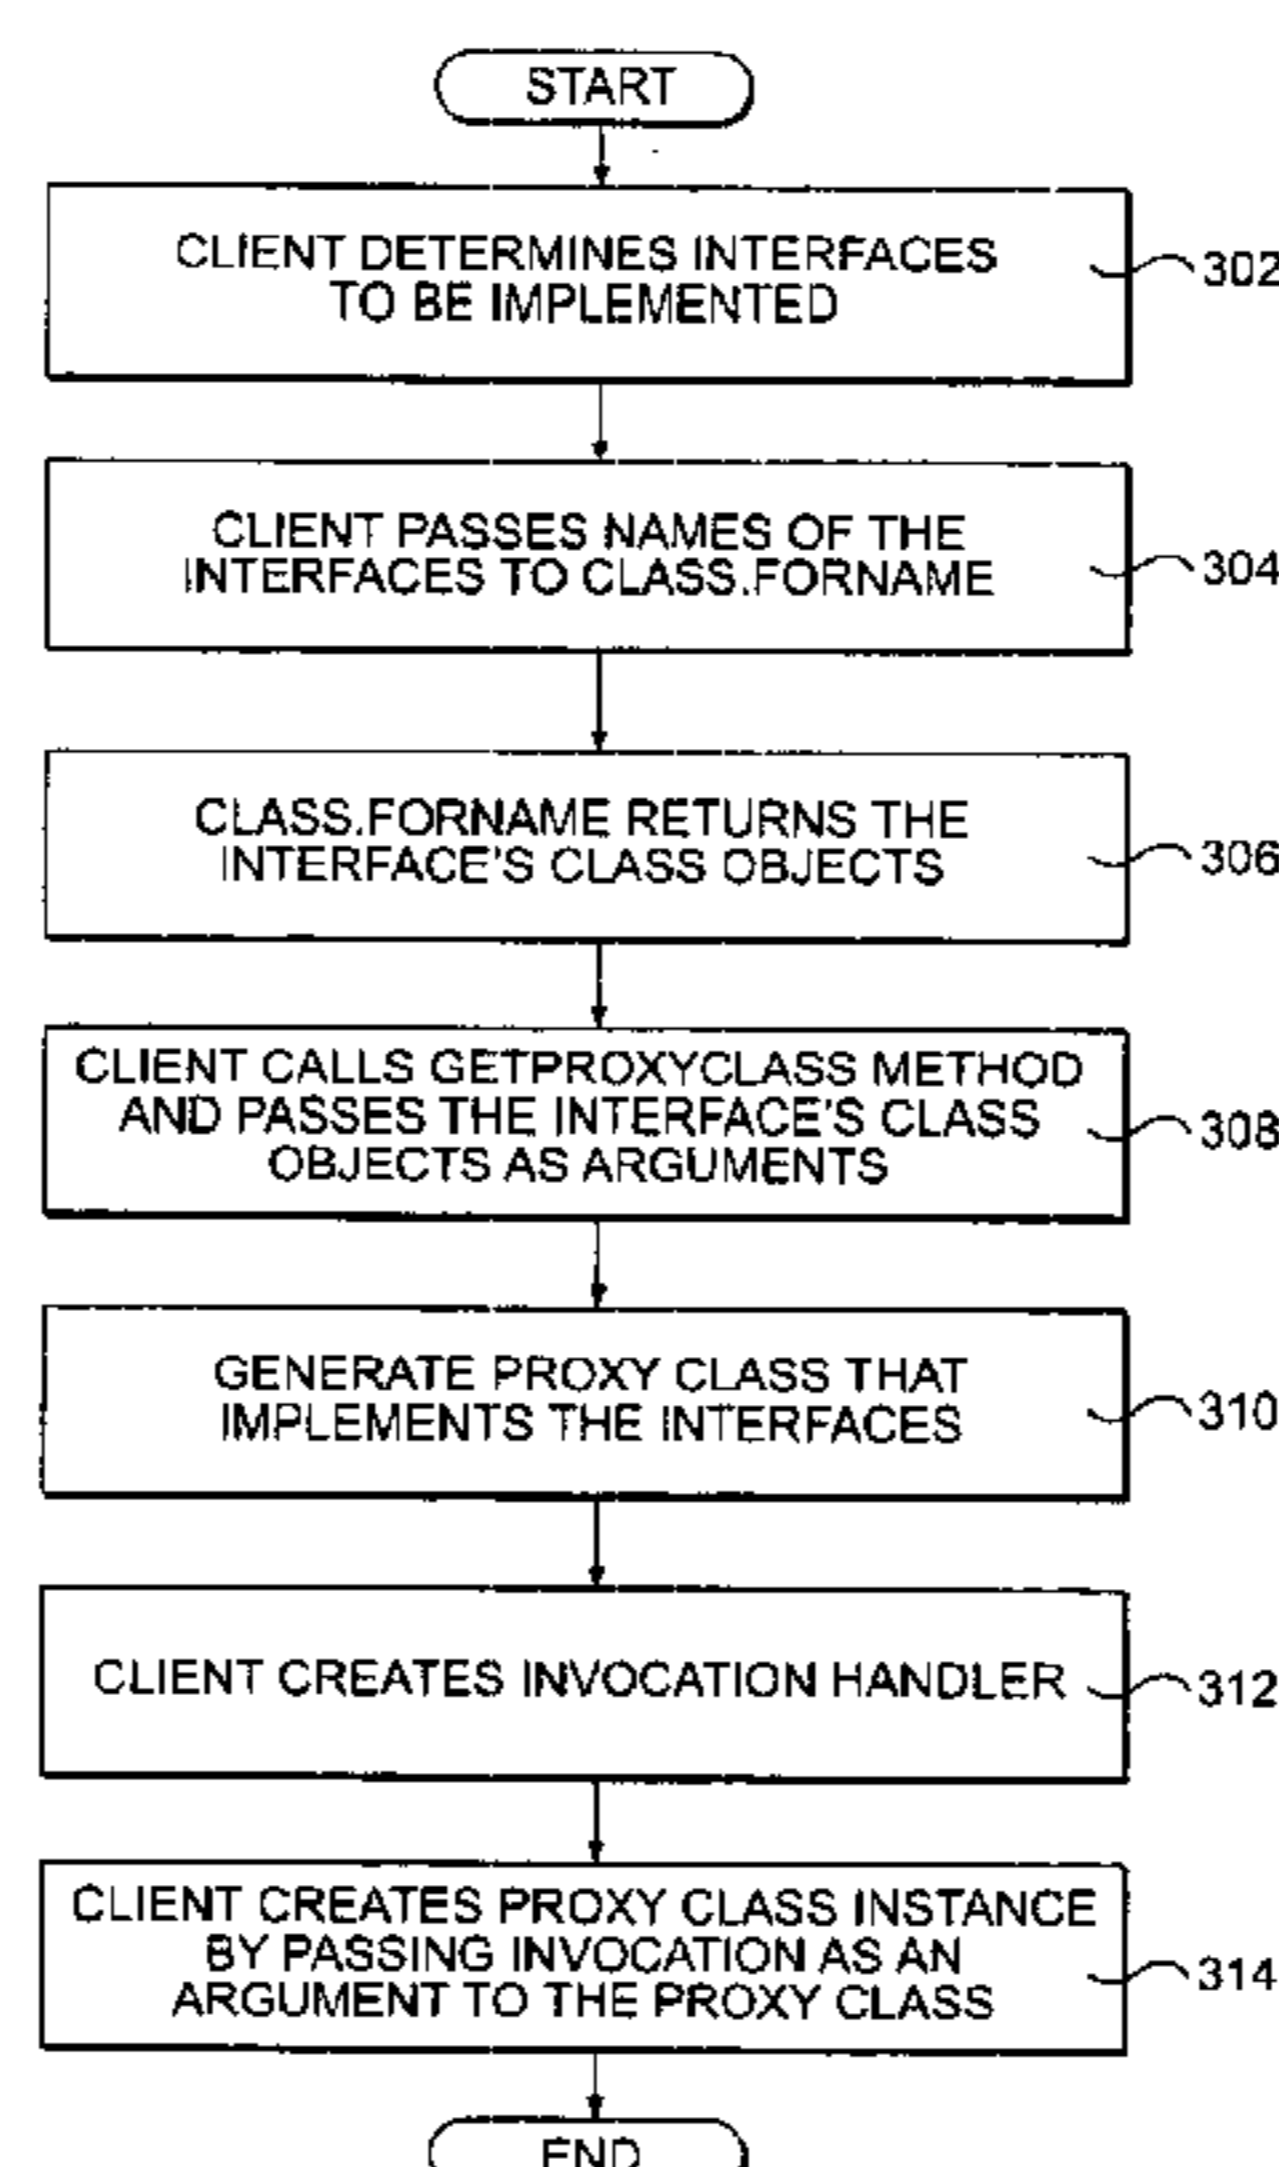 START
CLIENT DETERMINES INTERFACES
TO BE IMPLEMENTED
302
CLIENT PASSES NAMES OF THE
INTERFACES TO CLASS.FORNAME
304
CLASS.FORNAME RETURNS THE
INTERFACE'S CLASS OBJECTS
306
CLIENT CALLS GETPROXYCLASS METHOD
AND PASSES THE INTERFACE'S CLASS
OBJECTS AS ARGUMENTS
308
GENERATE PROXY CLASS THAT
IMPLEMENTS THE INTERFACES
310
CLIENT CREATES INVOCATION HANDLER
312
CLIENT CREATES PROXY CLASS INSTANCE
BY PASSING INVOCATION AS AN
ARGUMENT TO THE PROXY CLASS
314
END